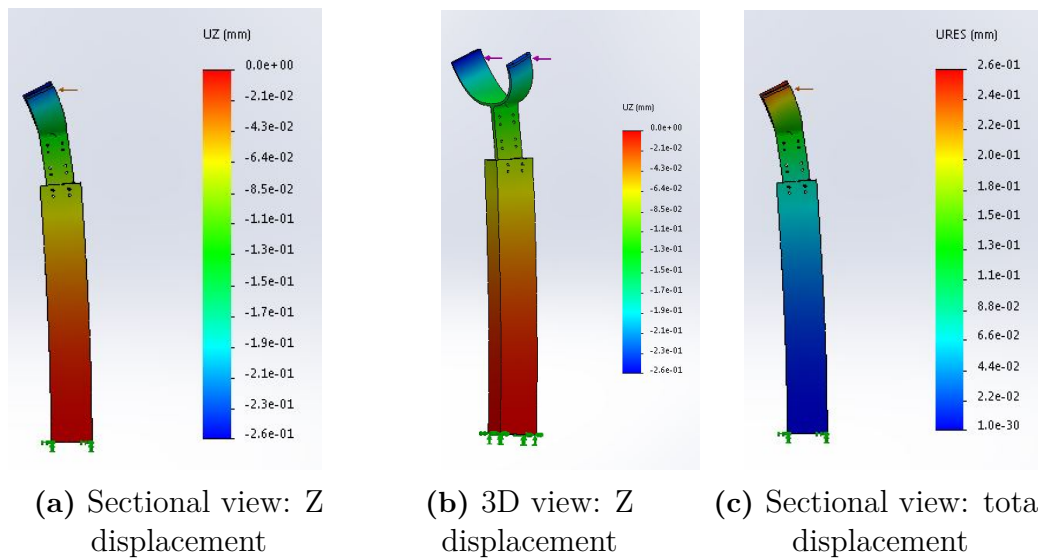 UZ (mm)
0.0e+00
-2.1e-02
-4.3e-02
-6.4e-02
-8.5e-02
-1.1e-01
-1.3e-01
-1.5e-01
-1.7e-01
-1.9e-01
-2.1e-01
-2.3e-01
-2.6e-01
UZ (mm)
0.0e+00
-2.1e-02
-4.3e-02
-6.4e-02
-8.5e-02
-1.1e-01
-1.3e-01
-1.5e-01
-1.7e-01
-1.9e-01
-2.1e-01
-2.3e-01
-2.6e-01
URES (mm)
2.6e-01
2.4e-01
2.2e-01
2.0e-01
1.8e-01
1.5e-01
1.3e-01
1.1e-01
8.8e-02
6.6e-02
4.4e-02
2.2e-02
1.0e-30
(a) Sectional view: Z
displacement
(b) 3D view: Z
displacement
(c) Sectional view: tota
displacement